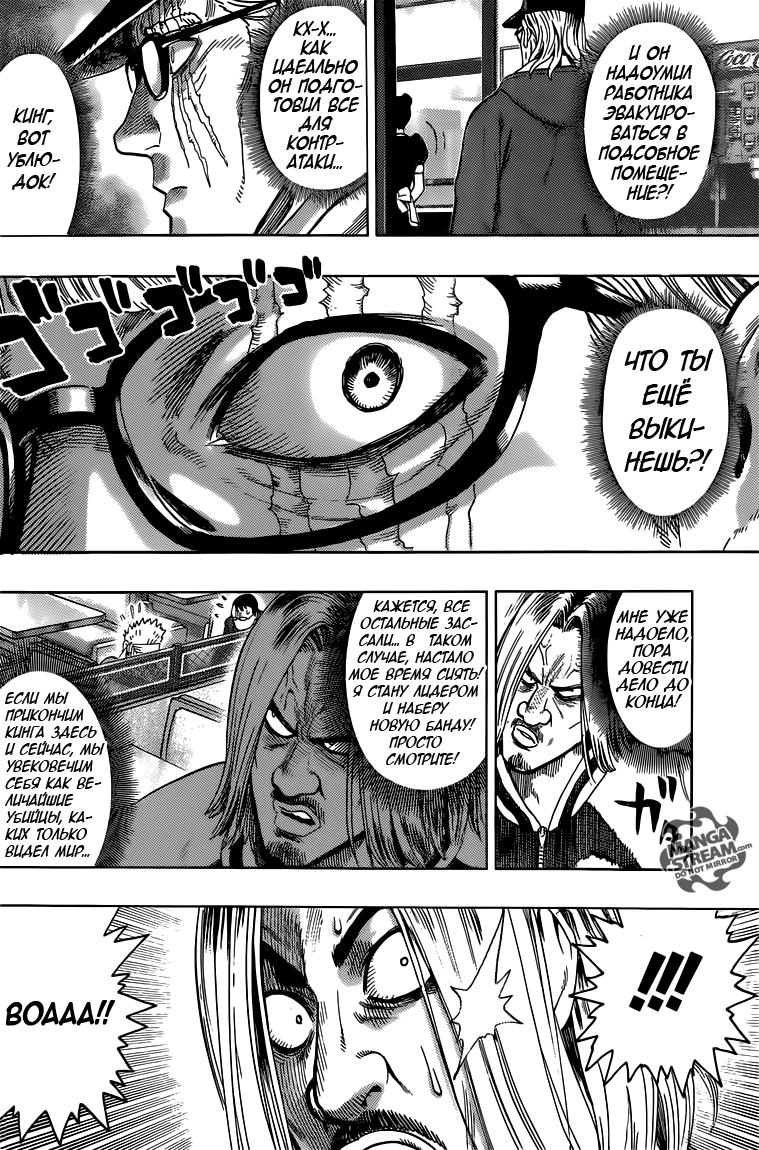 И ОН
НАДОУМИЛ
РАБОТНИКА
ЭВАКУИРО-
ВАТЬСЯ В
ПОДСОБНОЕ
ПОМЕЩЕ-
НИЕ?!
КХ-Х...
КАК
ИДЕАЛЬНО
ОН ПОДГО-
ТОВИЛ ВСЕ
ДЛЯ
КОНТР-
АТАКИ...
КИНГ,
ВОТ
УБЛЮ-
ДОК!
ゴゴゴゴゴ
ЧТО ТЫ
ЕЩЁ
ВЫКИ-
НЕШЬ?!
МНЕ УЖЕ
НАДОЕЛО,
ПОРА
ДОВЕСТИ
ДЕЛО ДО
КОНЦА!
ガタ
MANGA
STREAM.com
DO NOT MIRROR
КАЖЕТСЯ, ВСЕ
ОСТАЛЬНЫЕ ЗАС-
САЛИ... В ТАКОМ
СЛУЧАЕ, НАСТАЛО
МОЕ ВРЕМЯ СИЯТЬ!
Я СТАНУ ЛИДЕРОМ
И НАБЕРУ
НОВУЮ БАНДУ!
ПРОСТО
СМОТРИТЕ!
ЕСЛИ МЫ
ПРИКОНЧИМ
КИНГА ЗДЕСЬ
И СЕЙЧАС, МЫ
УВЕКОВЕЧИМ
СЕБЯ КАК ВЕ-
ЛИЧАЙШИЕ
УБИЙЦЫ, КА-
КИХ ТОЛЬКО
ВИДЕЛ МИР...
!!!
ВОААА!!